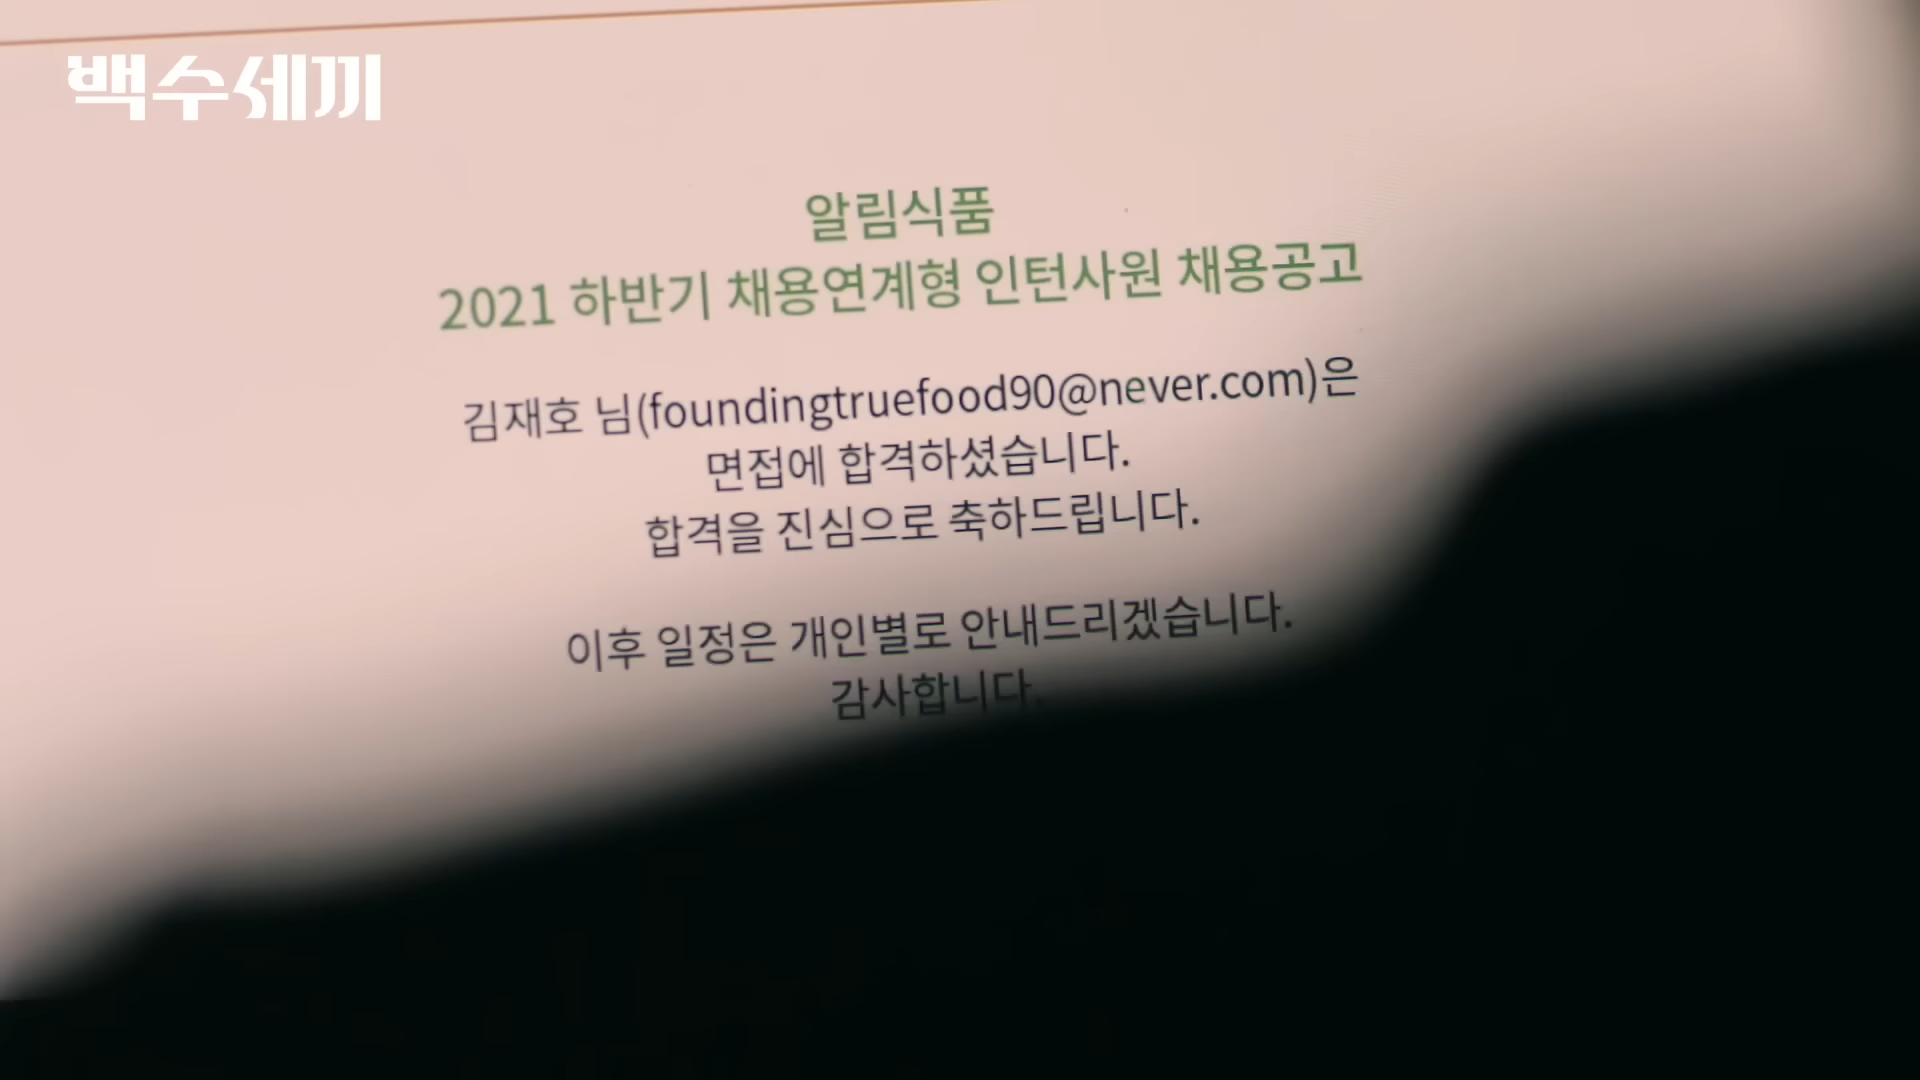 백수세끼
알림식품
2021 하반기 채용연계형 인턴사원 채용공고
김재호 님(foundingtruefood90@never.com)은
면접에 합격하셨습니다.
합격을 진심으로 축하드립니다.
이후 일정은 개인별로 안내드리겠습니다.
감사합니다.